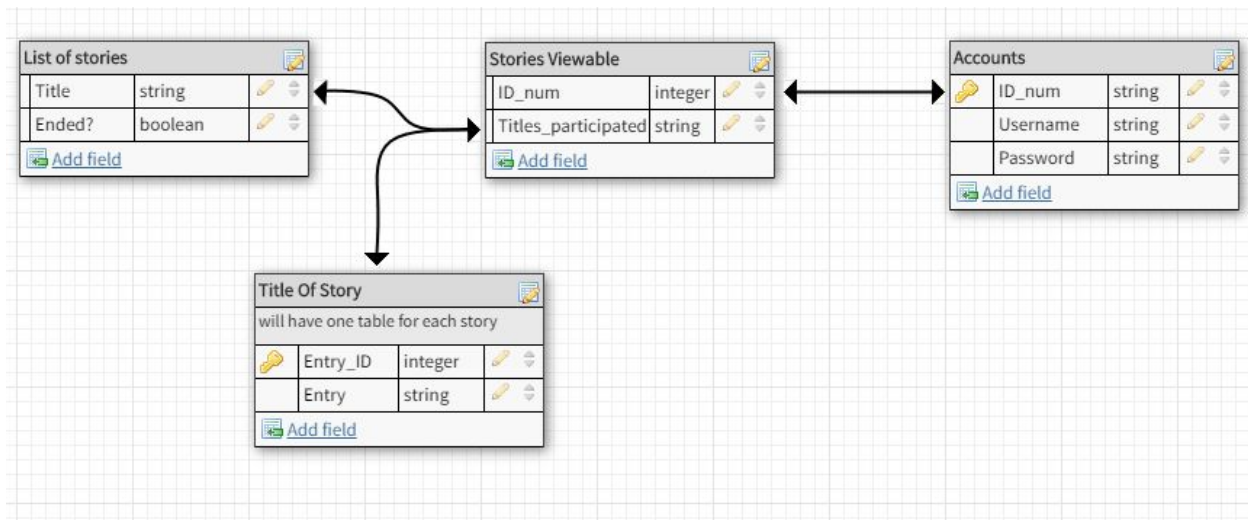 List of stories
Title string
Ended? boolean
Add field
Stories Viewable
ID_num integer
Titles_participated string
Add field
Accounts
ID_num string
Username string
Password string
Add field
Title Of Story
will have one table for each story
Entry_ID integer
Entry string
Add field